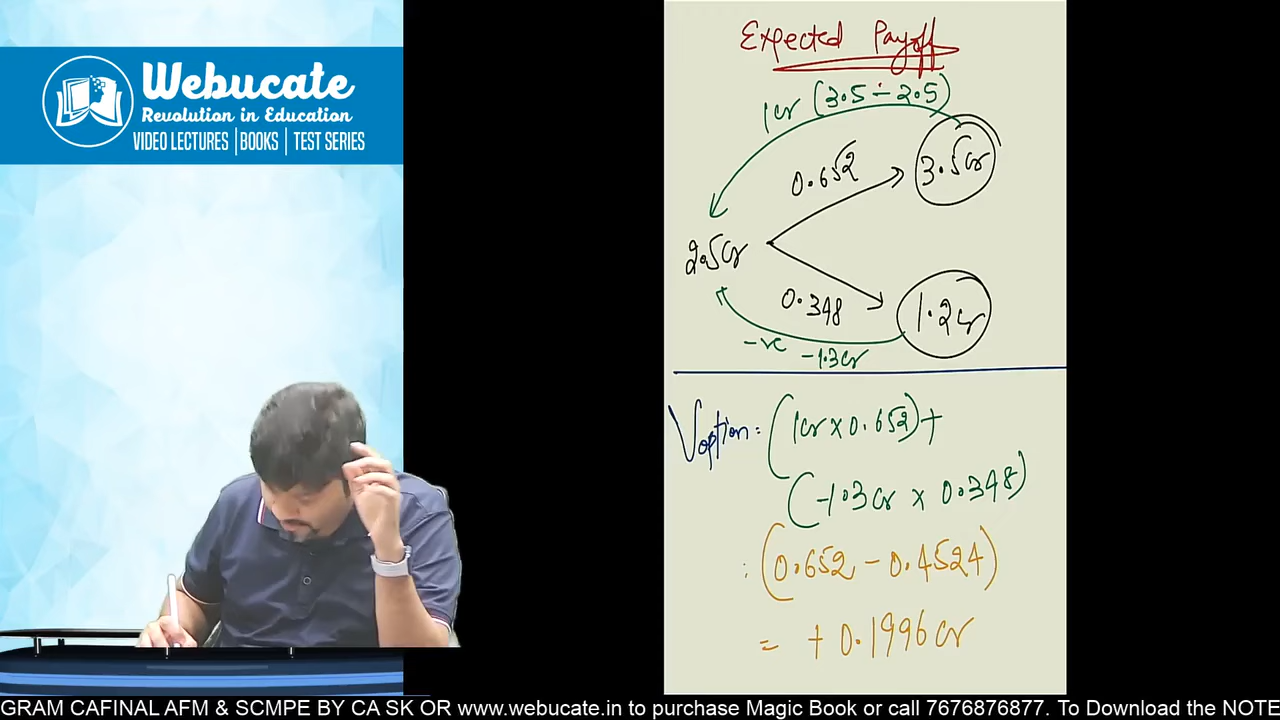 Webucate
Revolution in Education
VIDEO LECTURES | BOOKS | TEST SERIES
Expected Payoff
1cr (3.5 - 2.5)
0.652
3.5cr
2.5cr
0.348
1.2cr
-ve -1.3cr
Voption: (1cr x 0.652) +
(-1.3cr x 0.348)
: (0.652 - 0.4524)
= + 0.1996 cr
GRAM CAFINAL AFM & SCMPE BY CA SK OR www.webucate.in to purchase Magic Book or call 7676876877. To Download the NOTE